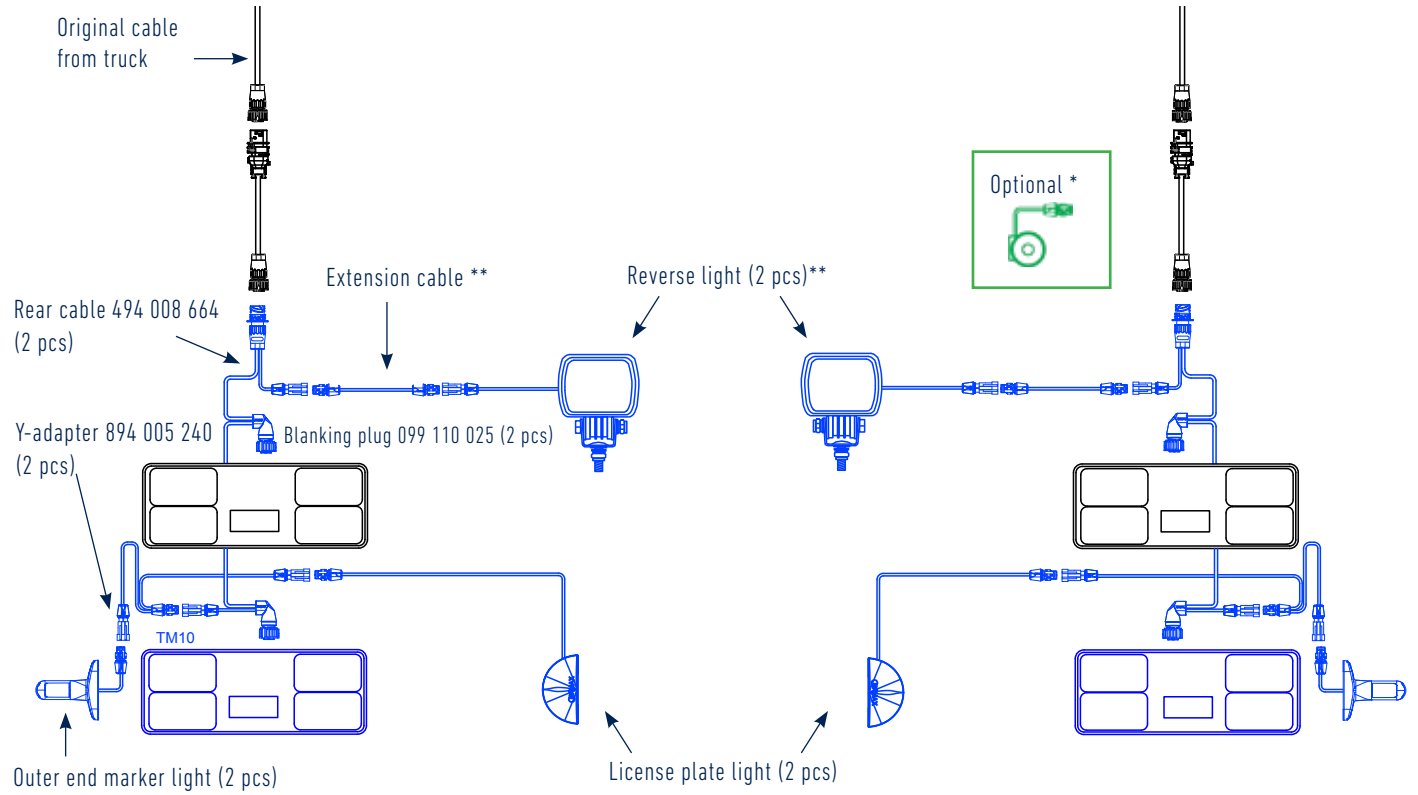 Original cable
from truck
Optional *
Extension cable **
Reverse light (2 pcs)**
Rear cable 494 008 664
(2 pcs)
Y-adapter 894 005 240
(2 pcs)
Blanking plug 099 110 025 (2 pcs)
TM10
Outer end marker light (2 pcs)
License plate light (2 pcs)